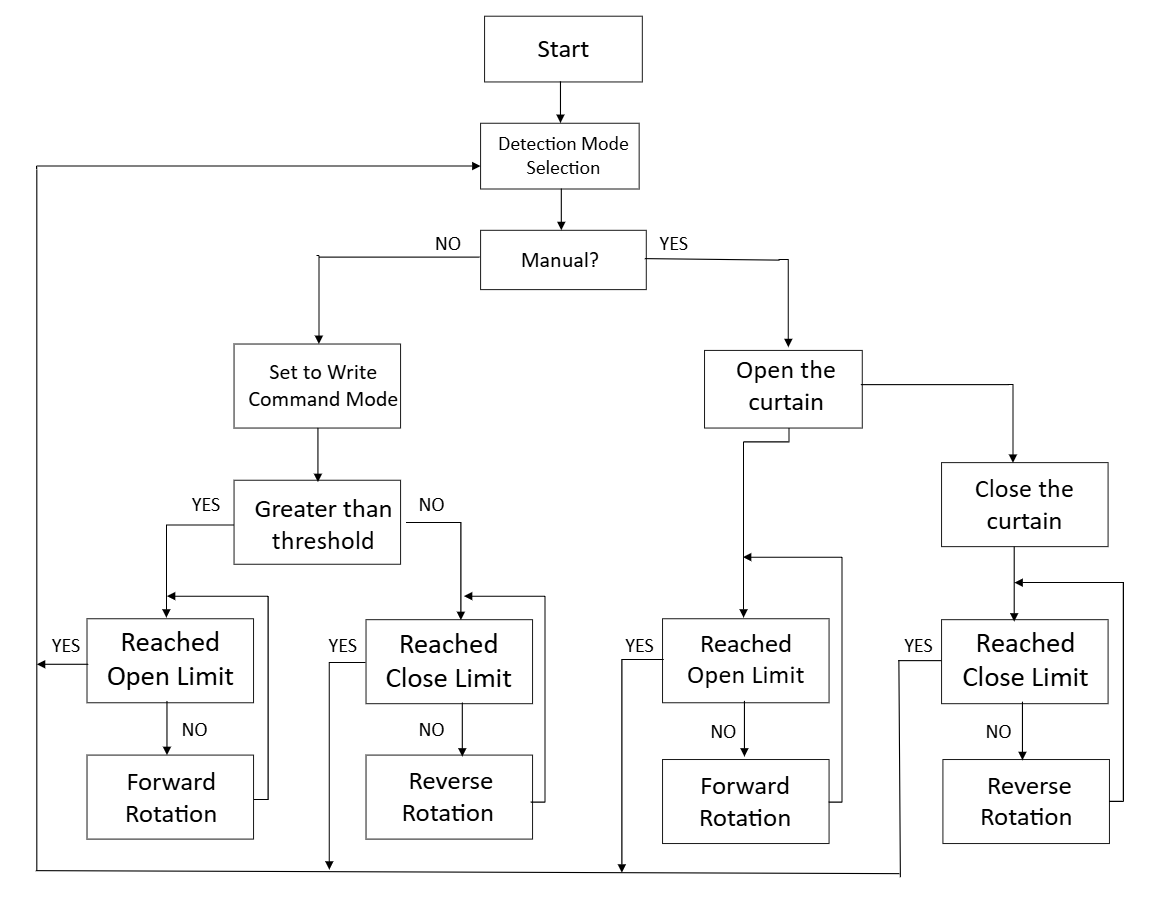 Start
Detection Mode
Selection
NO
YES
Manual?
Set to Write
Command Mode
Open the
curtain
Close the
curtain
YES
NO
Greater than
threshold
YES
Reached
Open Limit
YES
Reached
Close Limit
YES
Reached
Open Limit
YES
Reached
Close Limit
NO
NO
NO
NO
Forward
Rotation
Reverse
Rotation
Forward
Rotation
Reverse
Rotation